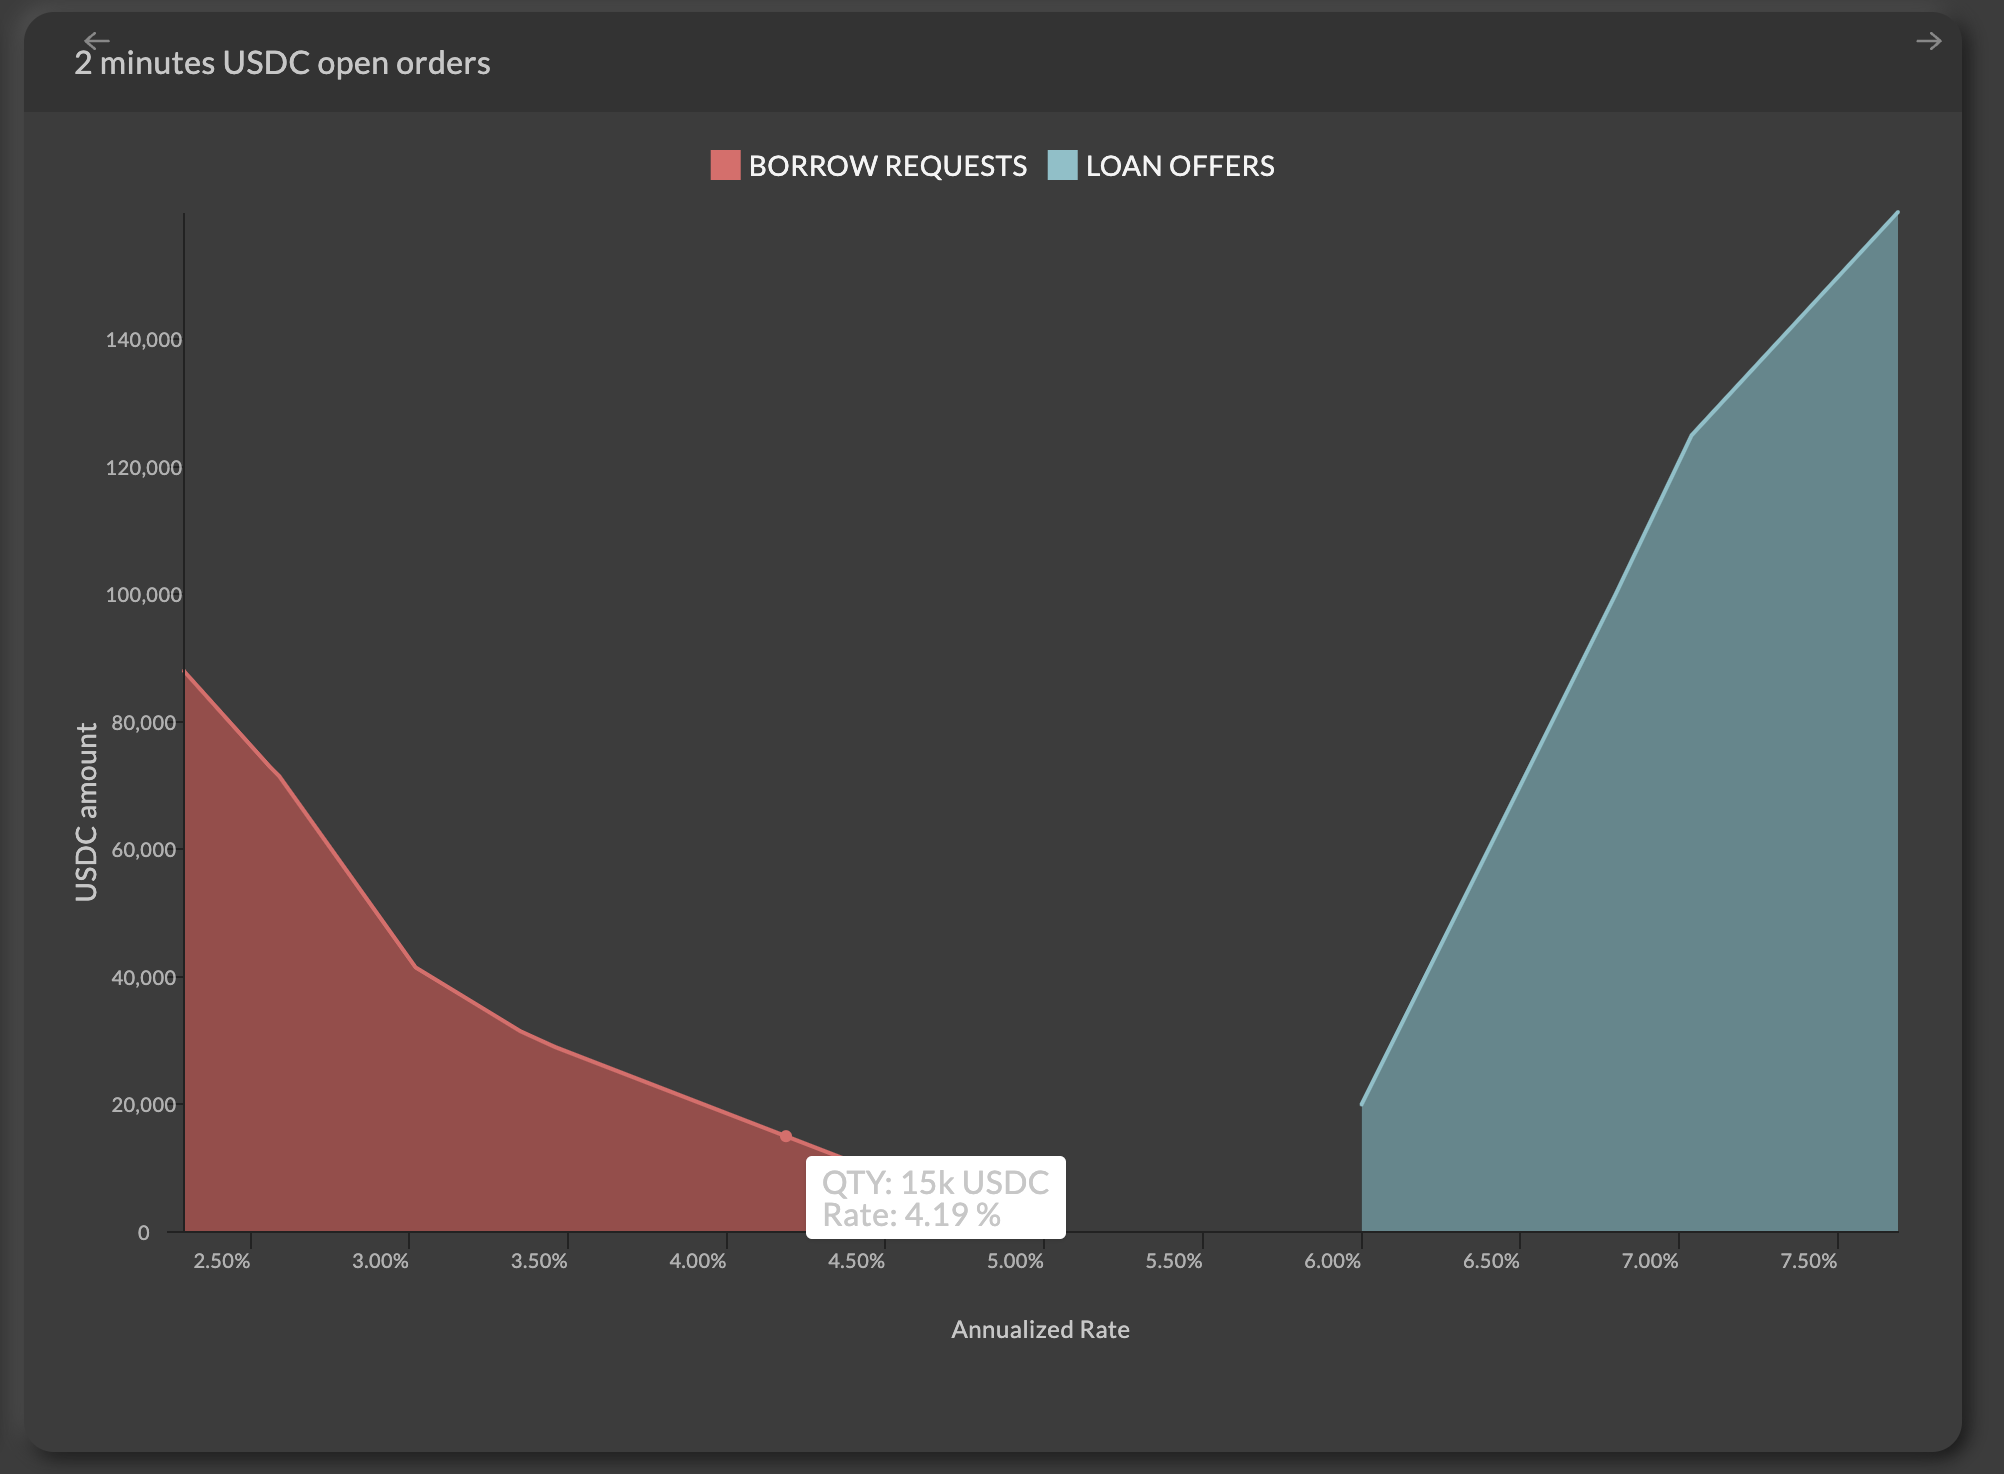 2 minutes USDC open orders
BORROW REQUESTS LOAN OFFERS
140,000
120,000
100,000
80,000
60,000
40,000
20,000
0
USDC amount
QTY: 15k USDC
Rate: 4.19 %
2.50% 3.00% 3.50% 4.00% 4.50% 5.00% 5.50% 6.00% 6.50% 7.00% 7.50%
Annualized Rate